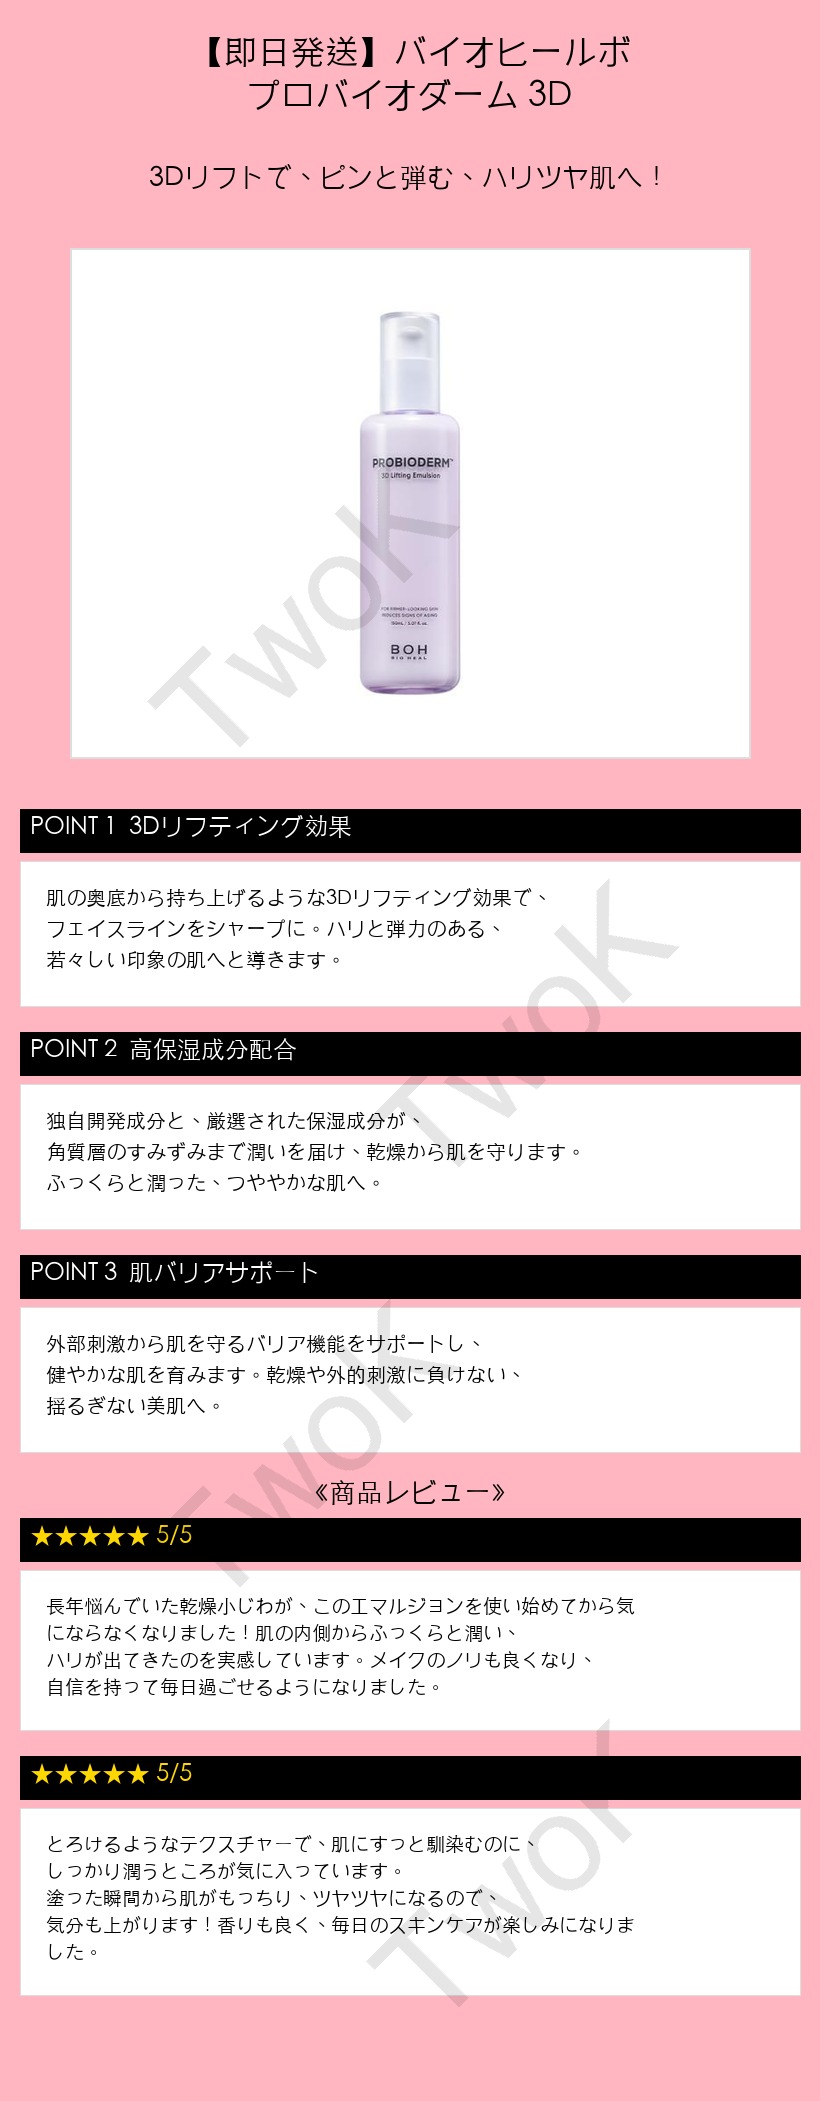 【即日発送】バイオヒールボ
プロバイオダーム 3D
3Dリフトで、ピンと弾む、ハリツヤ肌へ！
PROBIODERM™
3D Lifting Emulsion
FOR FIRMER-LOOKING SKIN
REDUCES SIGNS OF AGING
150mL / 5.07 fl. oz.
BOH
BIO HEAL
TwoK
POINT 1 3Dリフティング効果
肌の奥底から持ち上げるような3Dリフティング効果で、
フェイスラインをシャープに。ハリと弾力のある、
若々しい印象の肌へと導きます。
TwoK
POINT 2 高保湿成分配合
独自開発成分と、厳選された保湿成分が、
角質層のすみずみまで潤いを届け、乾燥から肌を守ります。
ふっくらと潤った、つややかな肌へ。
POINT 3 肌バリアサポート
外部刺激から肌を守るバリア機能をサポートし、
健やかな肌を育みます。乾燥や外的刺激に負けない、
揺るぎない美肌へ。
TwoK
《商品レビュー》
★★★★★ 5/5
長年悩んでいた乾燥小じわが、このエマルジョンを使い始めてから気
にならなくなりました！肌の内側からふっくらと潤い、
ハリが出てきたのを実感しています。メイクのノリも良くなり、
自信を持って毎日過ごせるようになりました。
★★★★★ 5/5
とろけるようなテクスチャーで、肌にすっと馴染むのに、
しっかり潤うところが気に入っています。
塗った瞬間から肌がもっちり、ツヤツヤになるので、
気分も上がります！香りも良く、毎日のスキンケアが楽しみになりま
した。
TwoK